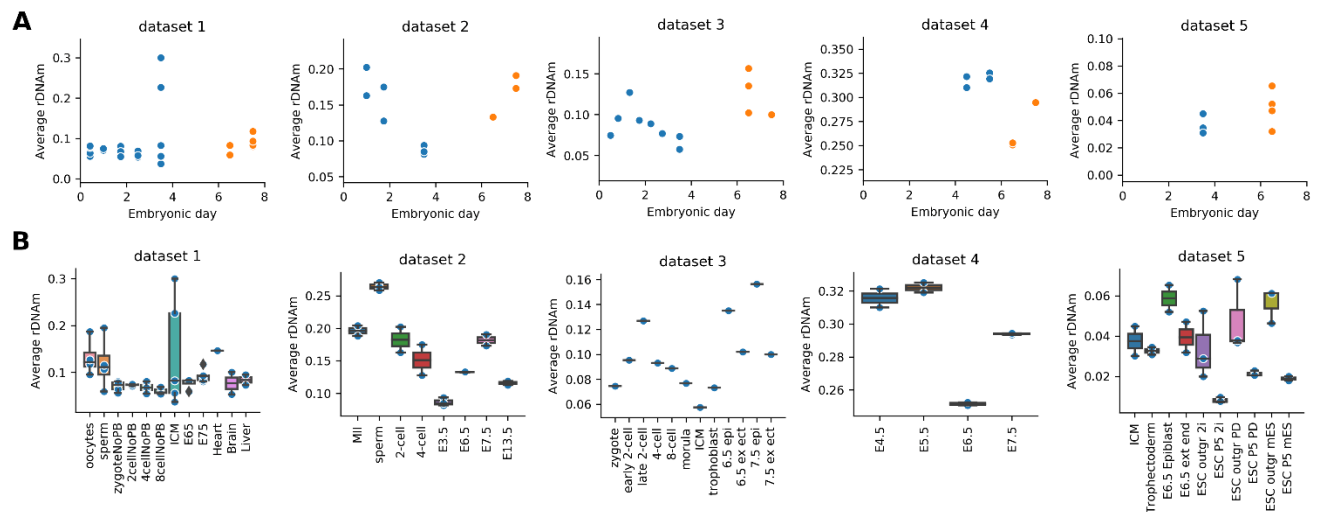 A
dataset 1
dataset 2
dataset 3
dataset 4
dataset 5
Average rDNAm
0.3
0.2
0.1
0.0
0 2 4 6 8
Embryonic day
Average rDNAm
0.20
0.15
0.10
0.05
0 2 4 6 8
Embryonic day
Average rDNAm
0.15
0.10
0.05
0 2 4 6 8
Embryonic day
Average rDNAm
0.350
0.325
0.300
0.275
0.250
0.225
0 2 4 6 8
Embryonic day
Average rDNAm
0.10
0.08
0.06
0.04
0.02
0.00
0 2 4 6 8
Embryonic day
B
dataset 1
dataset 2
dataset 3
dataset 4
dataset 5
Average rDNAm
0.3
0.2
0.1
oocytes
sperm
zygoteNoPB
2cellNoPB
4cellNoPB
8cellNoPB
ICM
E65
E75
Heart
Brain
Liver
Average rDNAm
0.25
0.20
0.15
0.10
MII
sperm
2-cell
4-cell
E3.5
E6.5
E7.5
E13.5
Average rDNAm
0.16
0.14
0.12
0.10
0.08
0.06
zygote
early 2-cell
late 2-cell
4-cell
8-cell
morula
ICM
trophoblast
6.5 epi
6.5 ex ect
7.5 epi
7.5 ex ect
Average rDNAm
0.32
0.30
0.28
0.26
E4.5
E5.5
E6.5
E7.5
Average rDNAm
0.06
0.04
0.02
ICM
Trophectoderm
E6.5 Epiblast
E6.5 ext end
ESC outgr 2i
ESC P5 2i
ESC outgr PD
ESC P5 PD
ESC outgr mES
ESC P5 mES